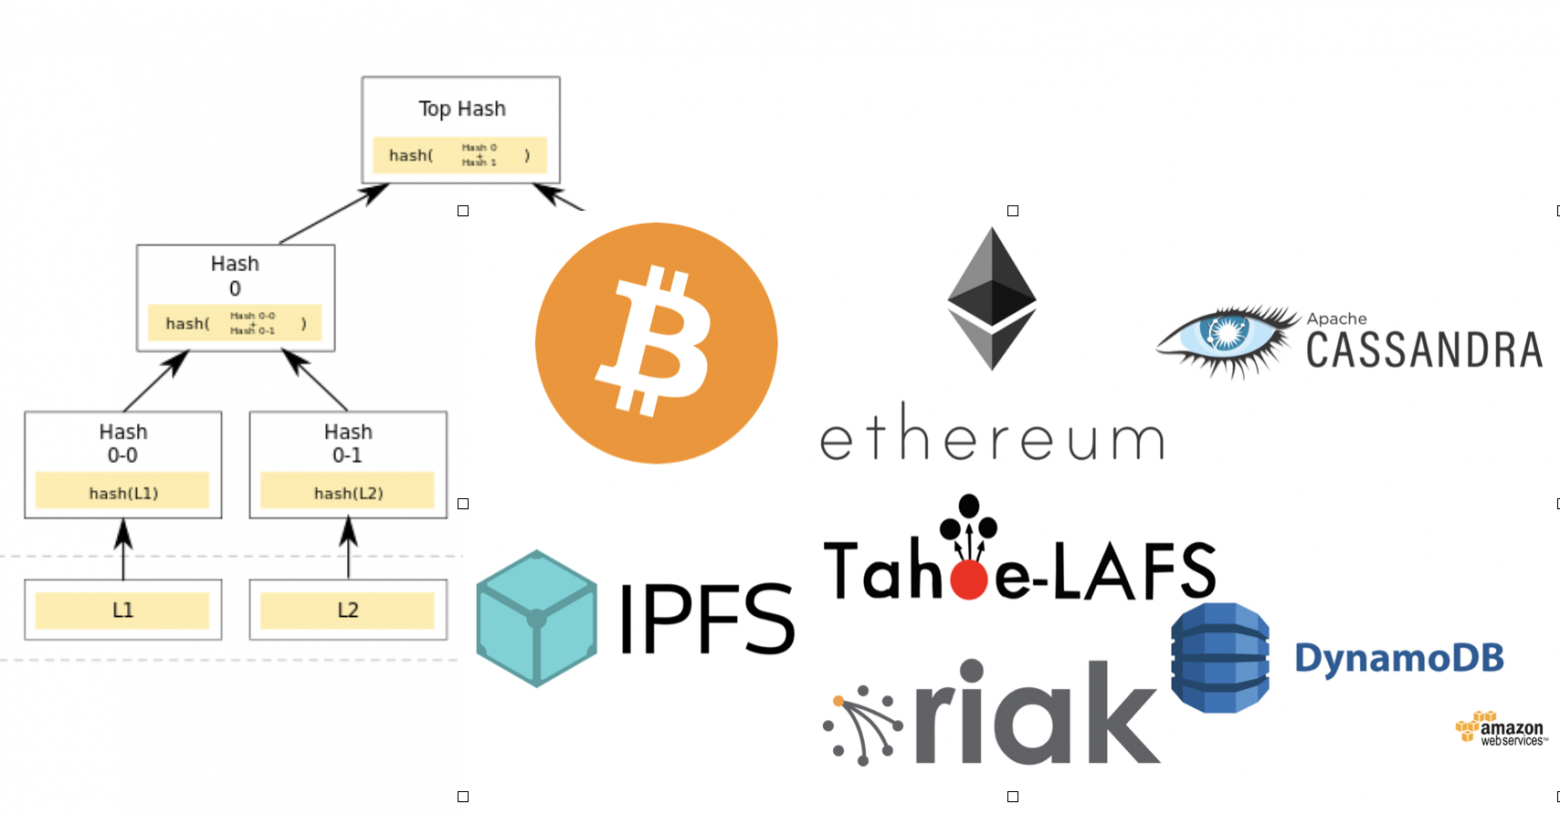 Top Hash
hash( Hash 0 + Hash 1 )
Hash
0
hash( Hash 0-0 + Hash 0-1 )
Hash
0-0
hash(L1)
Hash
0-1
hash(L2)
L1
L2
ethereum
Apache
CASSANDRA
IPFS
Tahoe-LAFS
riak
DynamoDB
amazon
webservices™